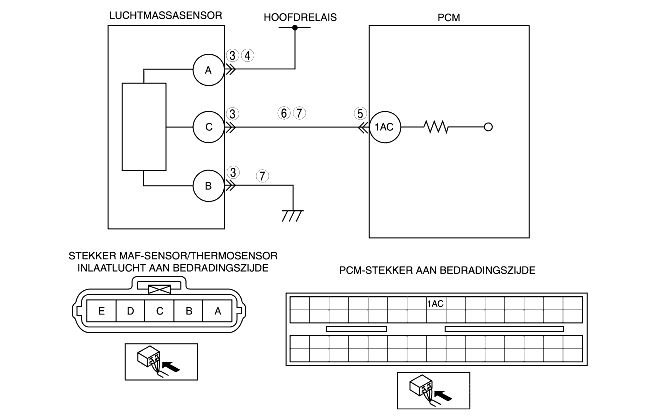 LUCHTMASSASENSOR
HOOFDRELAIS
PCM
A
3 4
C
3
6 7
5
1AC
B
3
7
STEKKER MAF-SENSOR/THERMOSENSOR
INLAATLUCHT AAN BEDRADINGSZIJDE
E D C B A
PCM-STEKKER AAN BEDRADINGSZIJDE
1AC